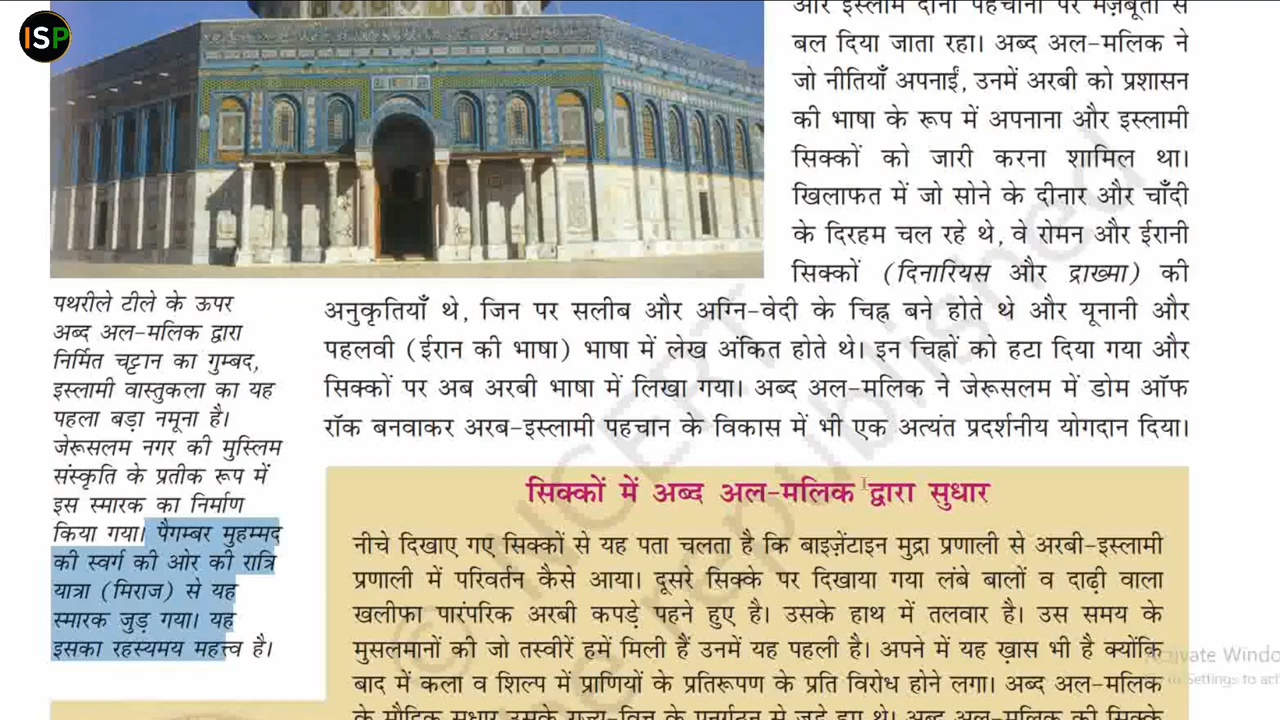 ISP
और इस्लाम दोनों पहचानों पर मज़बूती से
बल दिया जाता रहा। अब्द अल-मलिक ने
जो नीतियाँ अपनाईं, उनमें अरबी को प्रशासन
की भाषा के रूप में अपनाना और इस्लामी
सिक्कों को जारी करना शामिल था।
खिलाफत में जो सोने के दीनार और चाँदी
के दिरहम चल रहे थे, वे रोमन और ईरानी
सिक्कों (दिनारियस और द्राख्मा) की
अनुकृतियाँ थे, जिन पर सलीब और अग्नि-वेदी के चिह्न बने होते थे और यूनानी और
पहलवी (ईरान की भाषा) भाषा में लेख अंकित होते थे। इन चिह्नों को हटा दिया गया और
सिक्कों पर अब अरबी भाषा में लिखा गया। अब्द अल-मलिक ने जेरूसलम में डोम ऑफ
रॉक बनवाकर अरब-इस्लामी पहचान के विकास में भी एक अत्यंत प्रदर्शनीय योगदान दिया।
पथरीले टीले के ऊपर
अब्द अल-मलिक द्वारा
निर्मित चट्टान का गुम्बद,
इस्लामी वास्तुकला का यह
पहला बड़ा नमूना है।
जेरूसलम नगर की मुस्लिम
संस्कृति के प्रतीक रूप में
इस स्मारक का निर्माण
किया गया। पैगम्बर मुहम्मद
की स्वर्ग की ओर की रात्रि
यात्रा (मिराज) से यह
स्मारक जुड़ गया। यह
इसका रहस्यमय महत्त्व है।
सिक्कों में अब्द अल-मलिक द्वारा सुधार
नीचे दिखाए गए सिक्कों से यह पता चलता है कि बाइज़ेंटाइन मुद्रा प्रणाली से अरबी-इस्लामी
प्रणाली में परिवर्तन कैसे आया। दूसरे सिक्के पर दिखाया गया लंबे बालों व दाढ़ी वाला
खलीफा पारंपरिक अरबी कपड़े पहने हुए है। उसके हाथ में तलवार है। उस समय के
मुसलमानों की जो तस्वीरें हमें मिली हैं उनमें यह पहली है। अपने में यह ख़ास भी है क्योंकि
बाद में कला व शिल्प में प्राणियों के प्रतिरूपण के प्रति विरोध होने लगा। अब्द अल-मलिक
© NCERT
republished